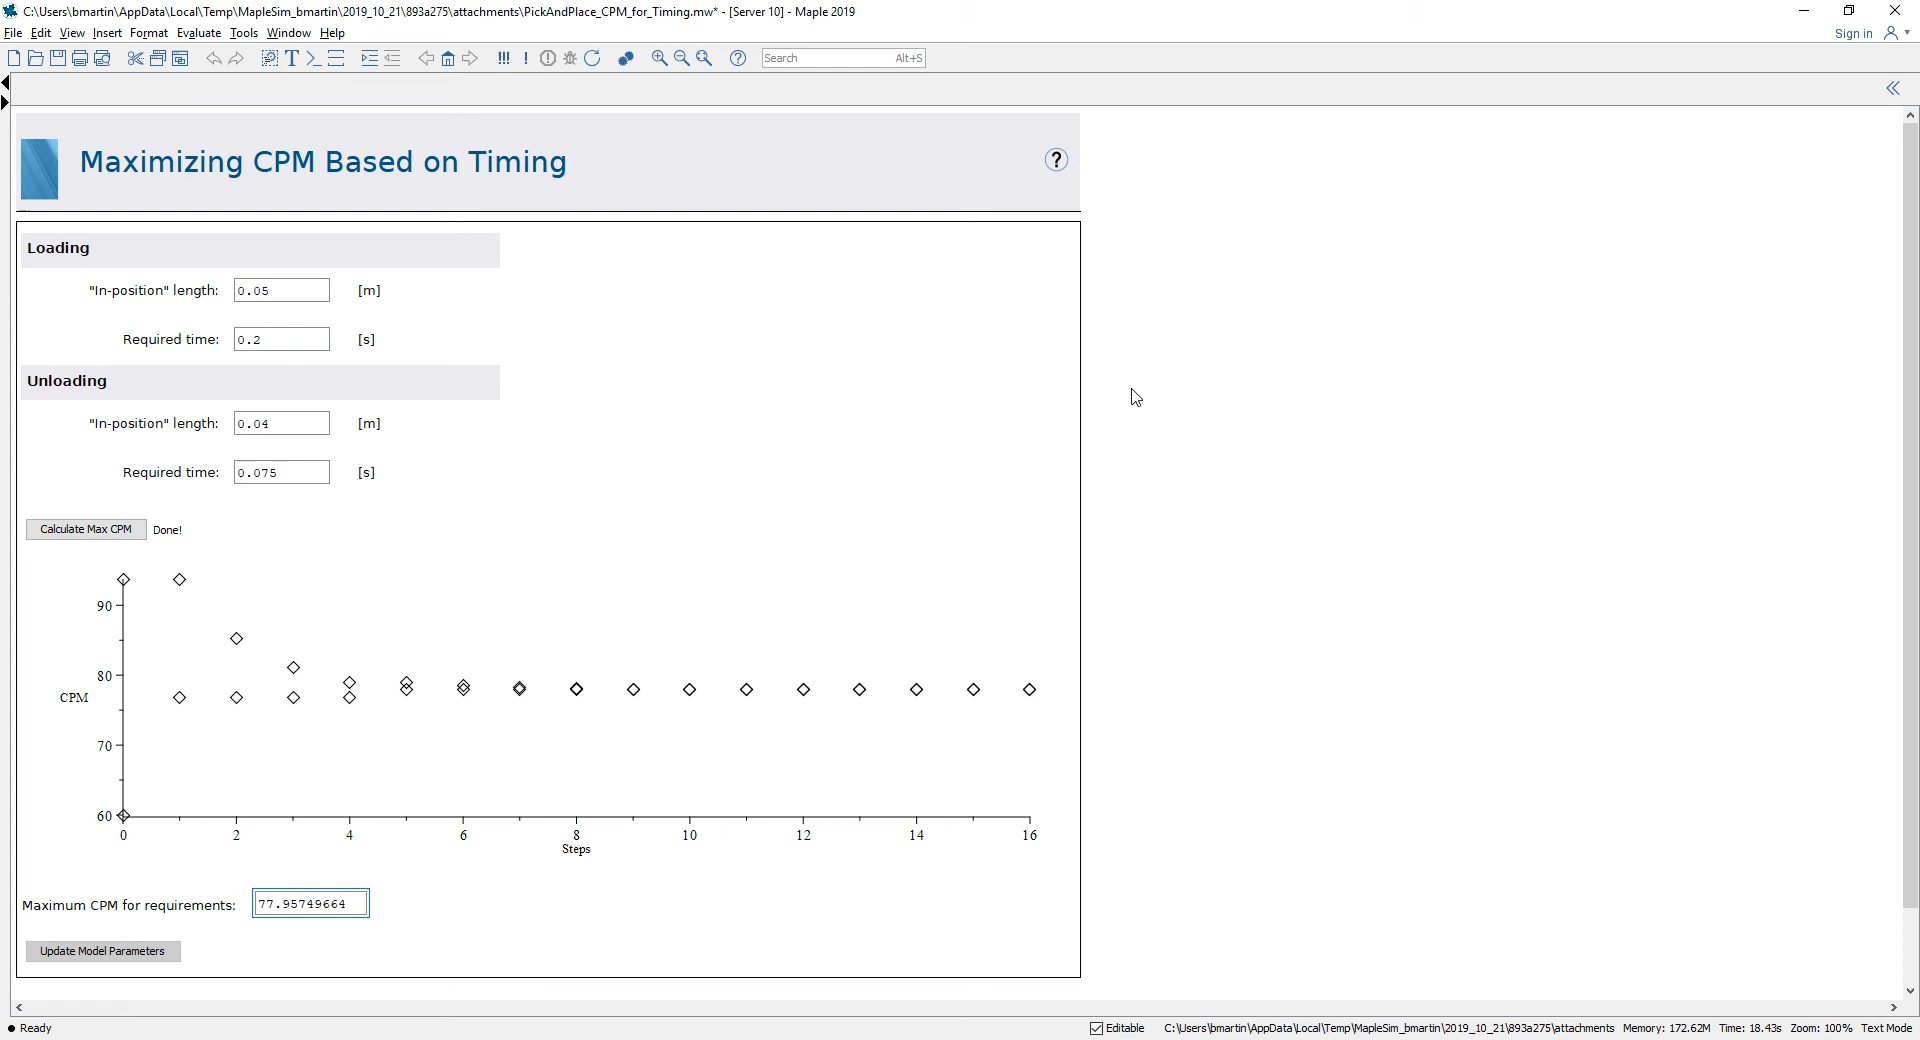 C:\Users\bmartin\AppData\Local\Temp\MapleSim_bmartin\2019_10_21\893a275\attachments\PickAndPlace_CPM_for_Timing.mw* - [Server 10] - Maple 2019
File Edit View Insert Format Evaluate Tools Window Help
Sign in
Search Alt+S
Maximizing CPM Based on Timing
?
Loading
"In-position" length: 0.05 [m]
Required time: 0.2 [s]
Unloading
"In-position" length: 0.04 [m]
Required time: 0.075 [s]
Calculate Max CPM Done!
90
80
CPM
70
60
0 2 4 6 8 10 12 14 16
Steps
Maximum CPM for requirements: 77.95749664
Update Model Parameters
Ready
Editable C:\Users\bmartin\AppData\Local\Temp\MapleSim_bmartin\2019_10_21\893a275\attachments Memory: 172.62M Time: 18.43s Zoom: 100% Text Mode